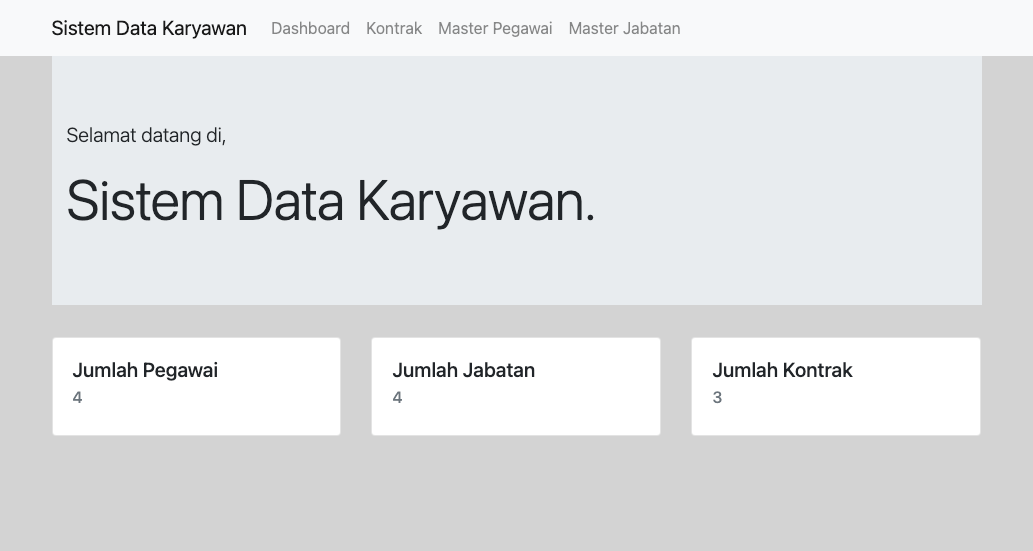 Sistem Data Karyawan Dashboard Kontrak Master Pegawai Master Jabatan
Selamat datang di,
Sistem Data Karyawan.
Jumlah Pegawai
4
Jumlah Jabatan
4
Jumlah Kontrak
3